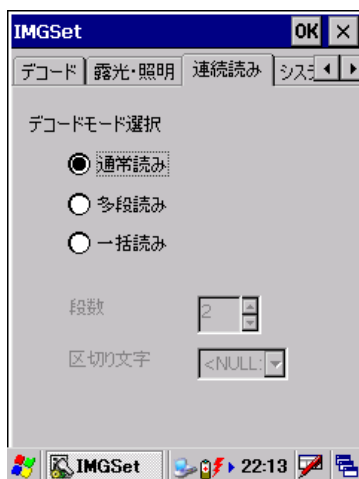 IMGSet OK ×
デコード 露光・照明 連続読み シス
デコードモード選択
通常読み
多段読み
一括読み
段数 2
区切り文字 <NULL:
IMGSet 22:13